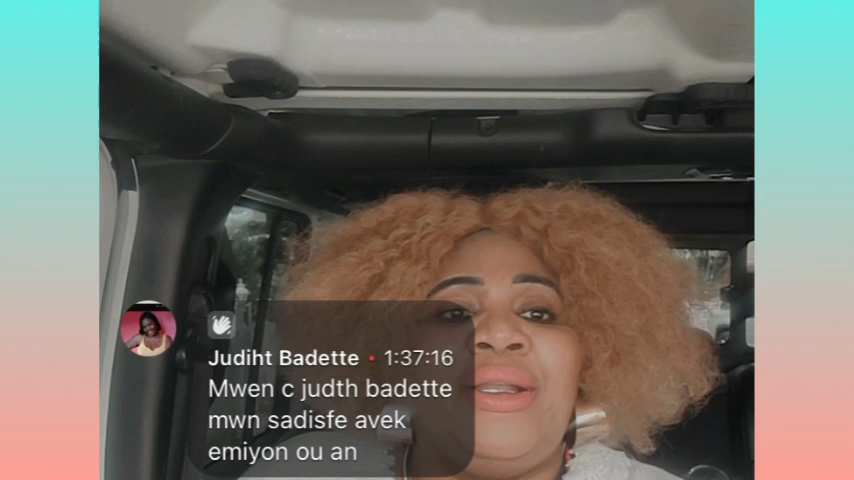 Judiht Badette • 1:37:16
Mwen c judth badette
mwn sadisfe avek
emiyon ou an